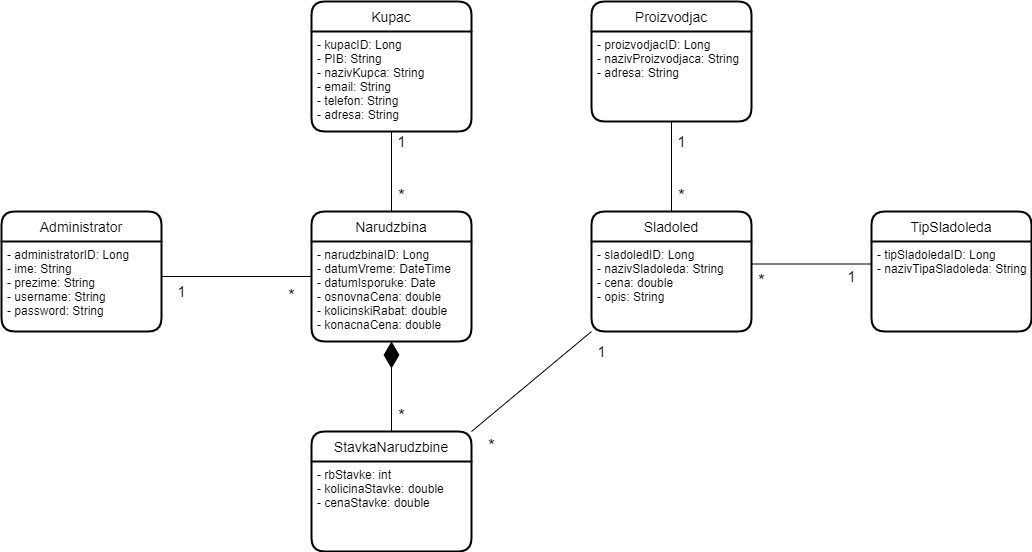 Kupac
- kupacID: Long
- PIB: String
- nazivKupca: String
- email: String
- telefon: String
- adresa: String
Proizvodjac
- proizvodjacID: Long
- nazivProizvodjaca: String
- adresa: String
1
*
1
*
Administrator
- administratorID: Long
- ime: String
- prezime: String
- username: String
- password: String
1
*
Narudzbina
- narudzbinaID: Long
- datumVreme: DateTime
- datumIsporuke: Date
- osnovnaCena: double
- kolicinskiRabat: double
- konacnaCena: double
Sladoled
- sladoledID: Long
- nazivSladoleda: String
- cena: double
- opis: String
*
1
TipSladoleda
- tipSladoledaID: Long
- nazivTipaSladoleda: String
*
1
*
StavkaNarudzbine
- rbStavke: int
- kolicinaStavke: double
- cenaStavke: double